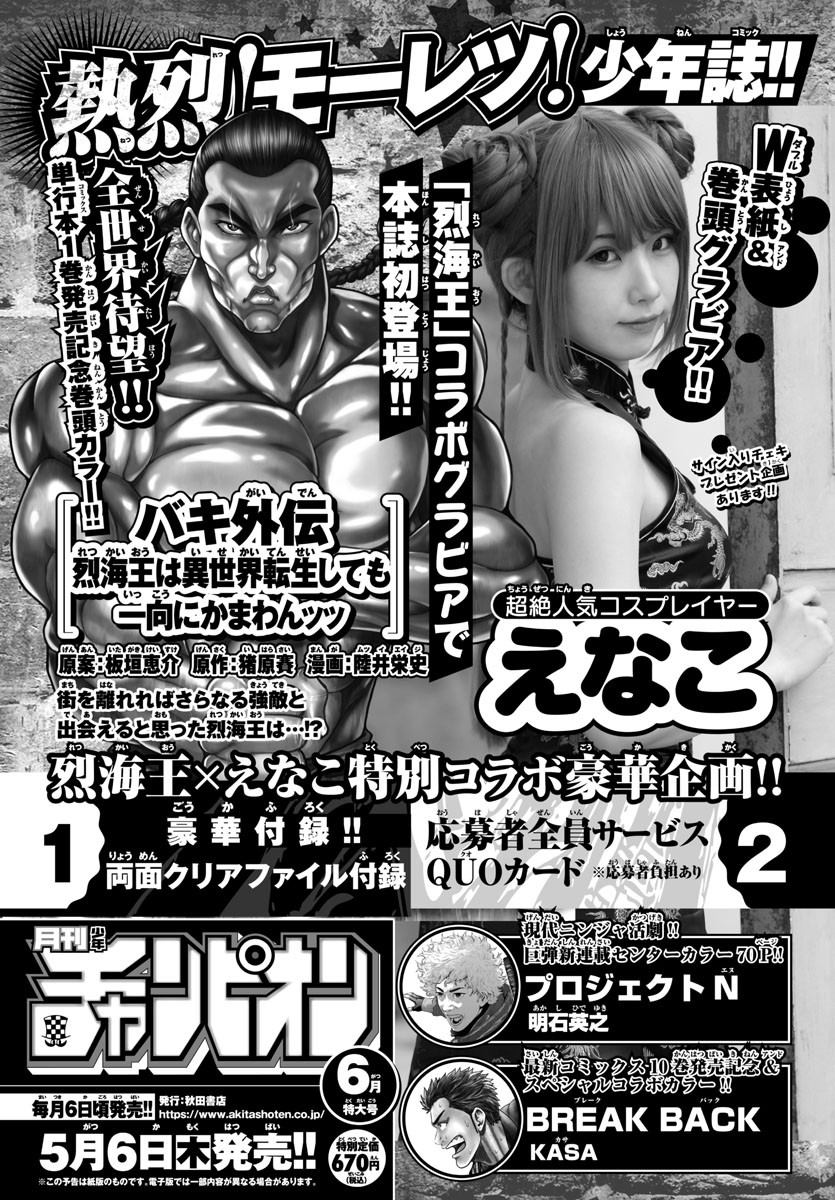 熱烈!モーレツ!少年誌!!
全世界待望!!
単行本1巻発売記念巻頭カラー!!
「烈海王」コラボグラビアで
本誌初登場!!
W表紙&
巻頭グラビア!!
サイン入りチェキ
プレゼント企画
あります!!
バキ外伝
烈海王は異世界転生しても
一向にかまわんッッ
原案:板垣恵介 原作:猪原賽 漫画:陸井栄史
街を離れればさらなる強敵と
出会えると思った烈海王は…!?
超絶人気コスプレイヤー
えなこ
烈海王×えなこ特別コラボ豪華企画!!
1
豪華付録!!
両面クリアファイル付録
応募者全員サービス
QUOカード ※応募者負担あり
2
月刊少年
チャンピオン
6月
特大号
毎月6日頃発売!!
発行:秋田書店
https://www.akitashoten.co.jp/
5月6日木発売!!
特別定価
670円
(税込)
※この予告は紙版のものです。電子版では一部内容が異なる場合があります。
現代ニンジャ活劇!!
巨弾新連載センターカラー70P!!
プロジェクトN
明石英之
最新コミックス10巻発売記念&
スペシャルコラボカラー!!
BREAK BACK
KASA